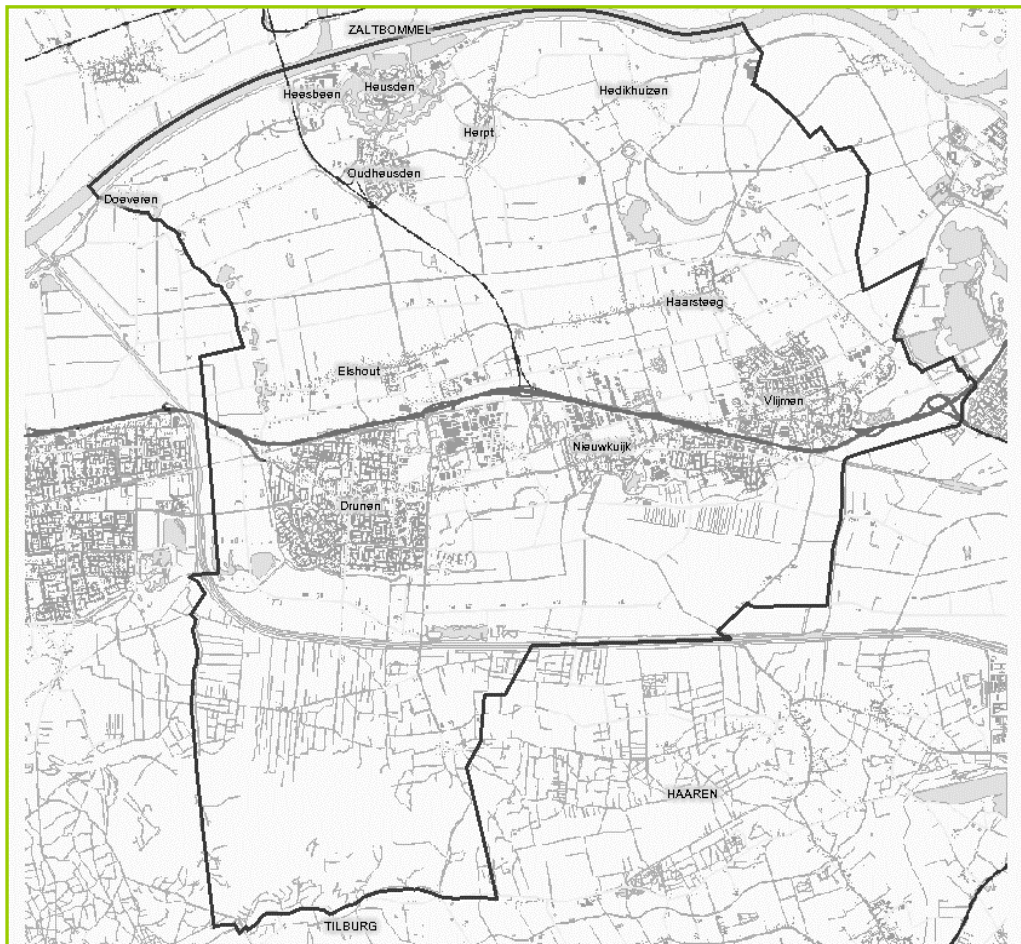 ZALTBOMMEL
Heusden
Heesbeen
Hedikhuizen
Herpt
Oudheusden
Doeveren
Haarsteeg
Elshout
Vlijmen
Nieuwkuijk
Drunen
HAAREN
TILBURG